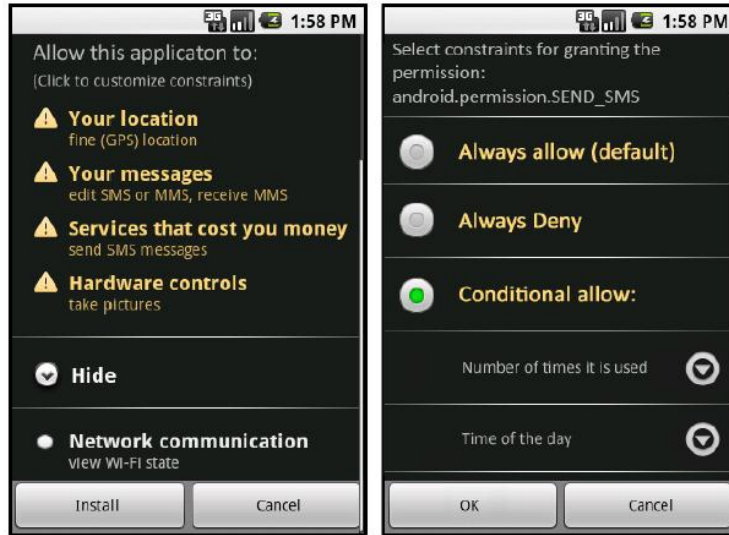 3G 1:58 PM
Allow this applicaton to:
(Click to customize constraints)
Your location
fine (GPS) location
Your messages
edit SMS or MMS, receive MMS
Services that cost you money
send SMS messages
Hardware controls
take pictures
Hide
Network communication
view Wi-Fi state
Install Cancel
3G 1:58 PM
Select constraints for granting the
permission:
android.permission.SEND_SMS
Always allow (default)
Always Deny
Conditional allow:
Number of times it is used
Time of the day
OK Cancel